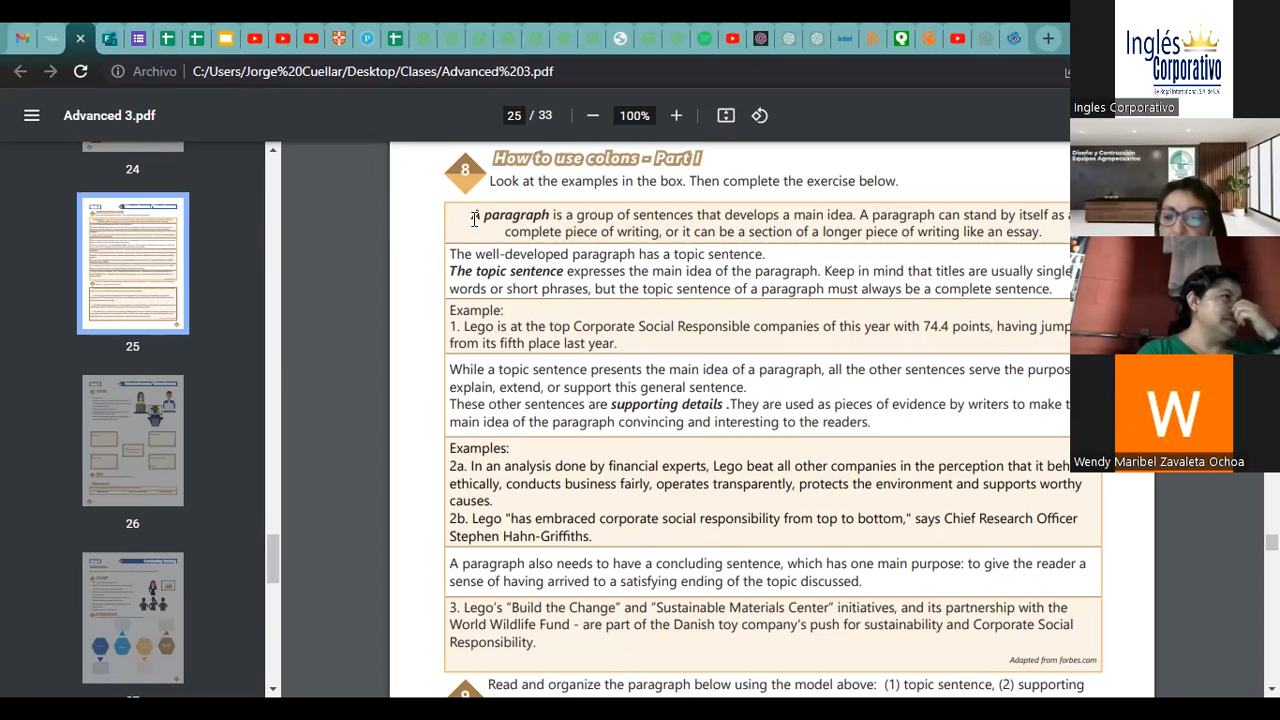 Archivo
C:/Users/Jorge%20Cuellar/Desktop/Clases/Advanced%203.pdf
Advanced 3.pdf
25 / 33
100%
24
25
26
8
How to use colons - Part I
Look at the examples in the box. Then complete the exercise below.
A paragraph is a group of sentences that develops a main idea. A paragraph can stand by itself as a
complete piece of writing, or it can be a section of a longer piece of writing like an essay.
The well-developed paragraph has a topic sentence.
The topic sentence expresses the main idea of the paragraph. Keep in mind that titles are usually single
words or short phrases, but the topic sentence of a paragraph must always be a complete sentence.
Example:
1. Lego is at the top Corporate Social Responsible companies of this year with 74.4 points, having jump
from its fifth place last year.
While a topic sentence presents the main idea of a paragraph, all the other sentences serve the purpos
explain, extend, or support this general sentence.
These other sentences are supporting details .They are used as pieces of evidence by writers to make t
main idea of the paragraph convincing and interesting to the readers.
Examples:
2a. In an analysis done by financial experts, Lego beat all other companies in the perception that it beh
ethically, conducts business fairly, operates transparently, protects the environment and supports worthy
causes.
2b. Lego "has embraced corporate social responsibility from top to bottom," says Chief Research Officer
Stephen Hahn-Griffiths.
A paragraph also needs to have a concluding sentence, which has one main purpose: to give the reader a
sense of having arrived to a satisfying ending of the topic discussed.
3. Lego's "Build the Change" and "Sustainable Materials Center" initiatives, and its partnership with the
World Wildlife Fund - are part of the Danish toy company's push for sustainability and Corporate Social
Responsibility.
Adapted from forbes.com
9
Read and organize the paragraph below using the model above: (1) topic sentence, (2) supporting
Inglés
Corporativo
Ingles Corporativo
Diseño y Contrucción
Equipos Agropecuarios
W
Wendy Maribel Zavaleta Ochoa